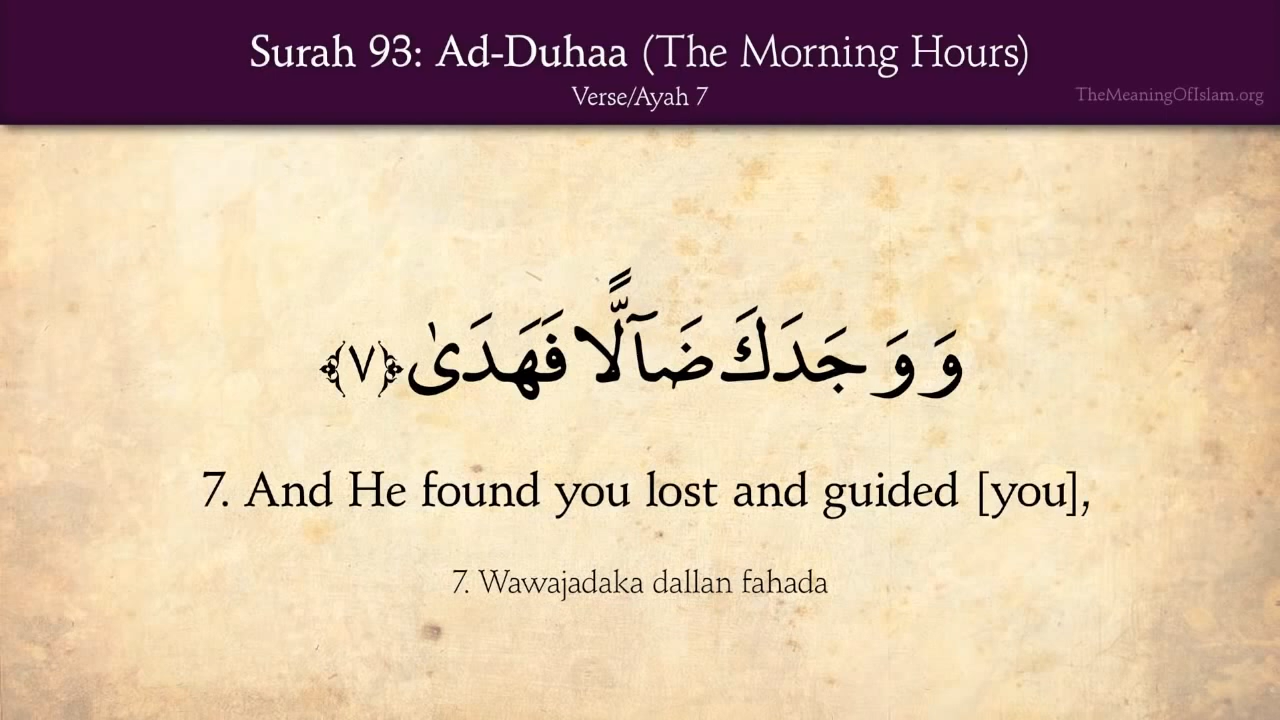 Surah 93: Ad-Duhaa (The Morning Hours)
Verse/Ayah 7
TheMeaningOfIslam.org
وَوَجَدَكَ ضَآلًّا فَهَدَىٰ ﴿٧﴾
7. And He found you lost and guided [you],
7. Wawajadaka dallan fahada